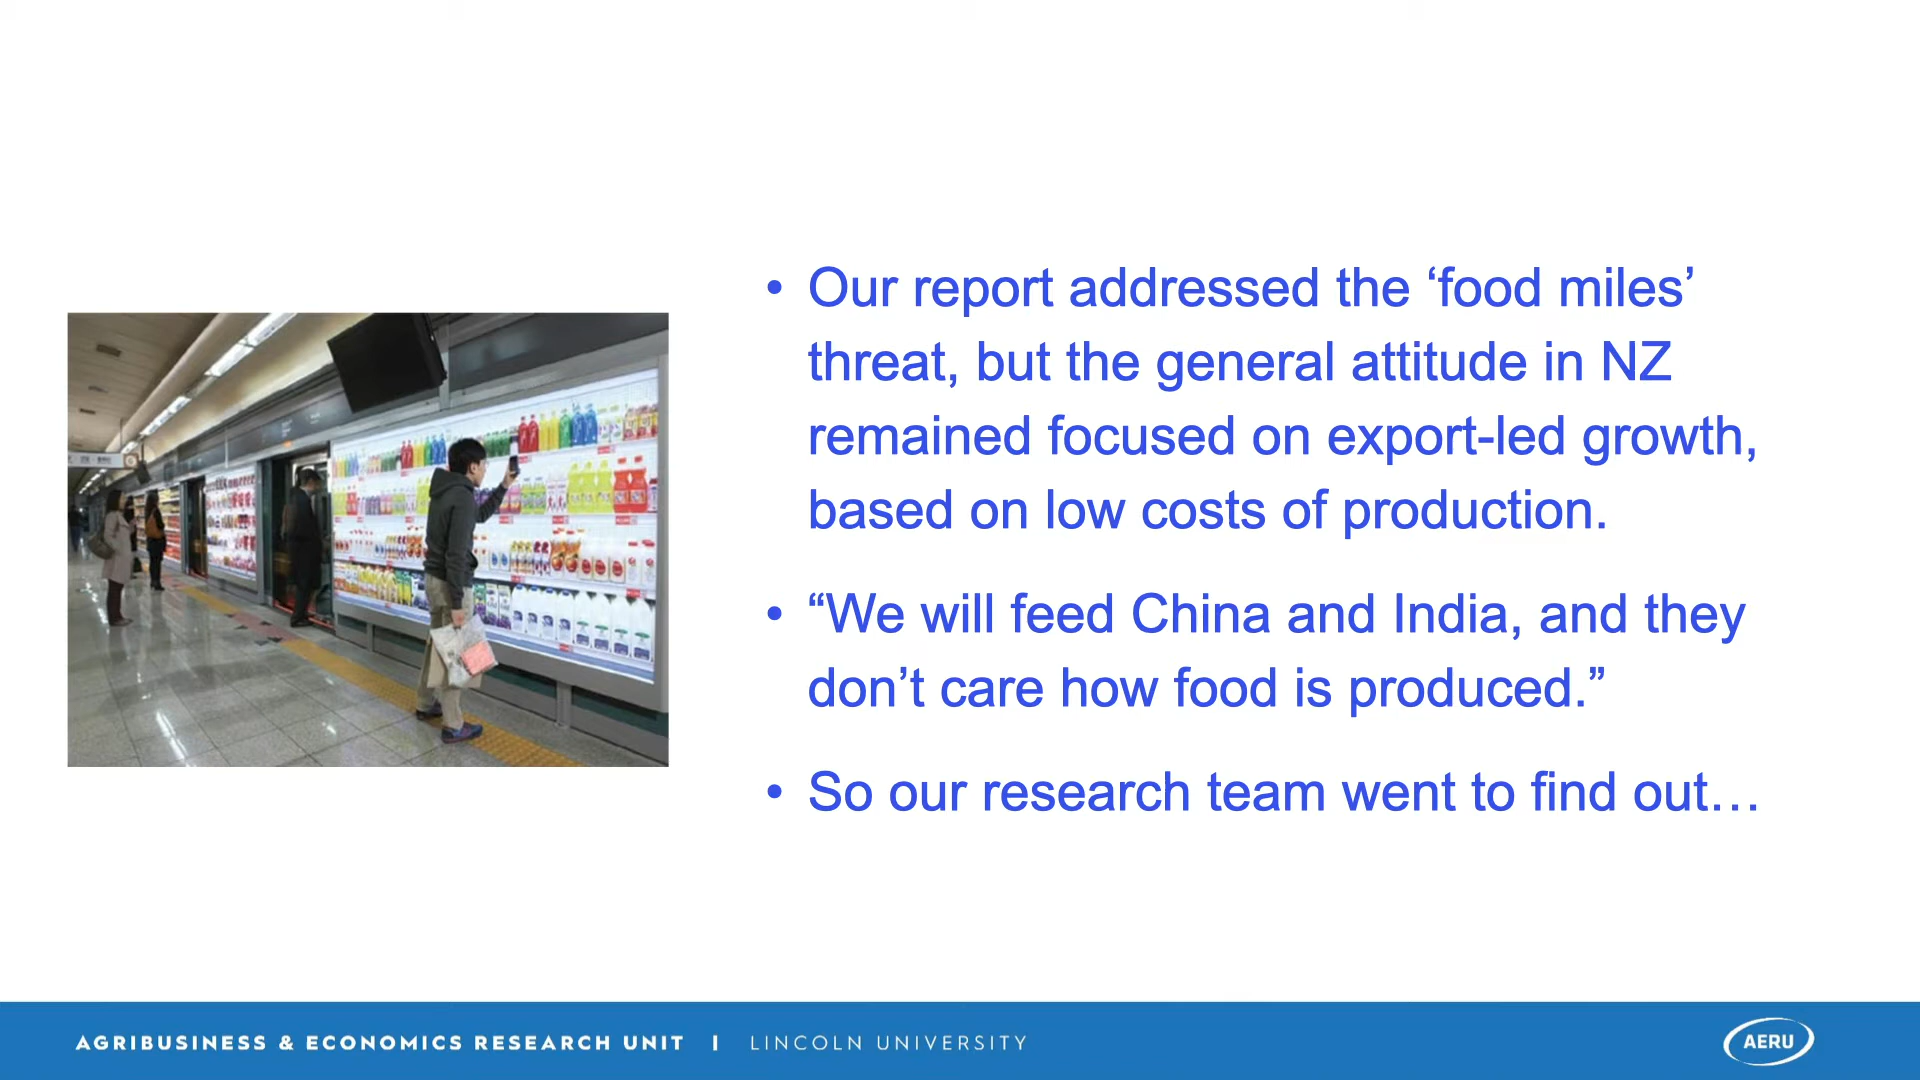 • Our report addressed the ‘food miles’
threat, but the general attitude in NZ
remained focused on export-led growth,
based on low costs of production.
• “We will feed China and India, and they
don’t care how food is produced.”
• So our research team went to find out…
AGRIBUSINESS & ECONOMICS RESEARCH UNIT | LINCOLN UNIVERSITY
AERU